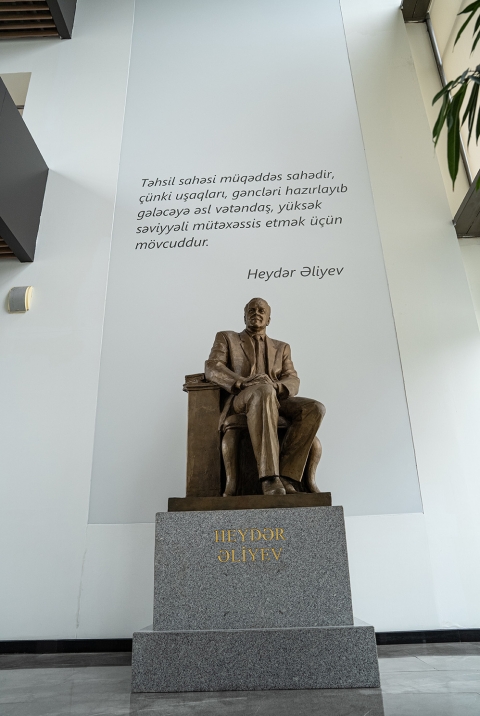 Təhsil sahəsi müqəddəs sahədir,
çünki uşaqları, gəncləri hazırlayıb
gələcəyə əsl vətəndaş, yüksək
səviyyəli mütəxəssis etmək üçün
mövcuddur.
Heydər Əliyev
HEYDƏR
ƏLİYEV